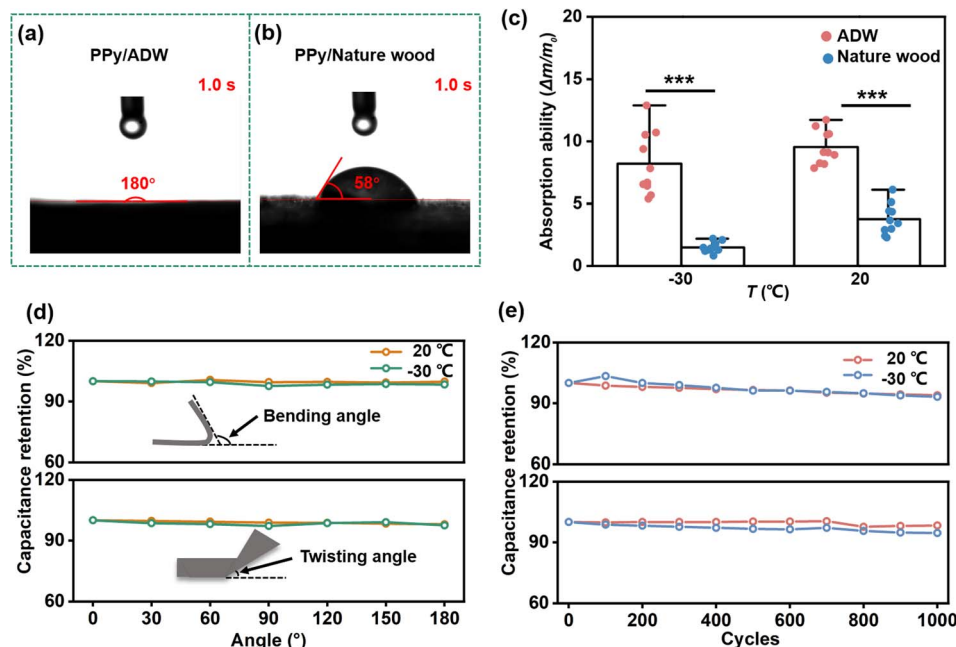 (a)
PPy/ADW
1.0 s
180°
(b)
PPy/Nature wood
1.0 s
58°
(c)
Absorption ability (Δm/m₀)
20
15
10
5
0
ADW
Nature wood
***
***
-30
20
T (℃)
(d)
Capacitance retention (%)
120
90
60
20 ℃
-30 ℃
Bending angle
120
90
60
Twisting angle
0 30 60 90 120 150 180
Angle (°)
(e)
Capacitance retention (%)
120
90
60
20 ℃
-30 ℃
120
90
60
0 200 400 600 800 1000
Cycles